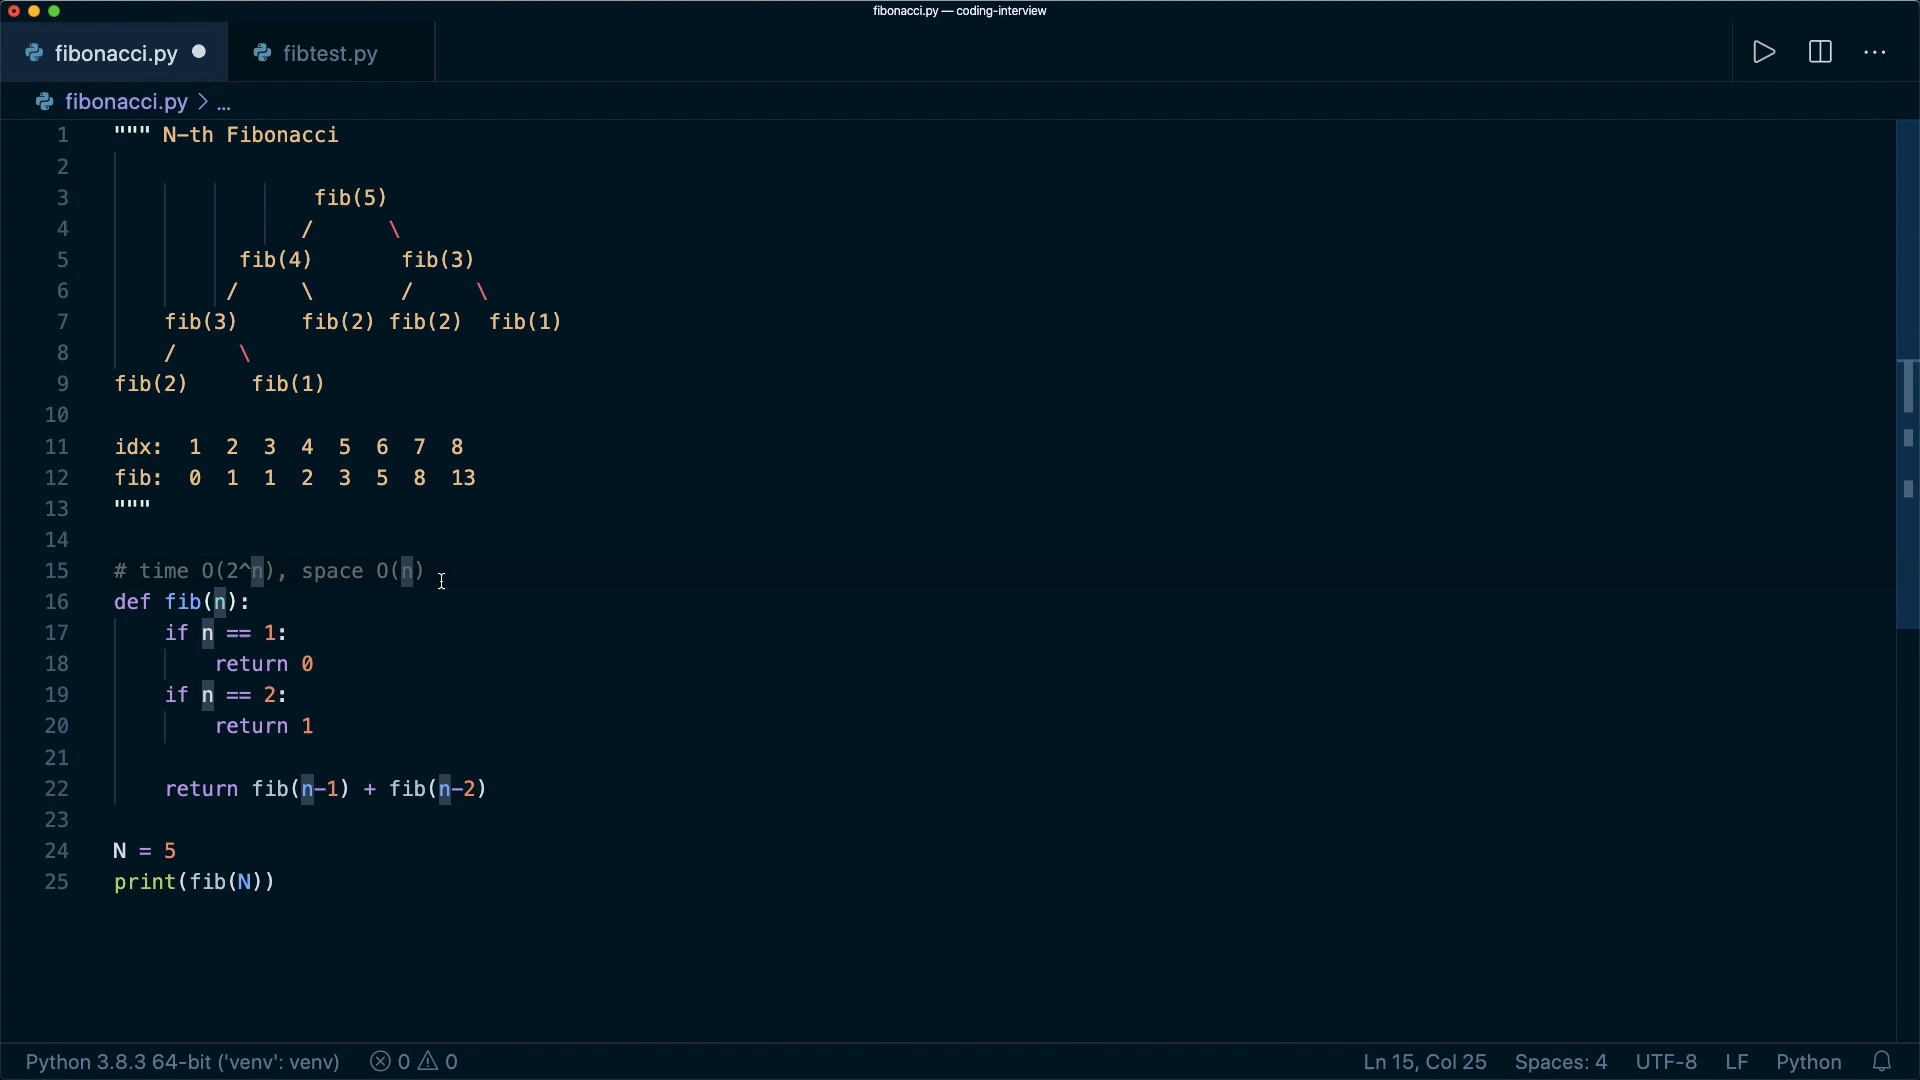 fibonacci.py — coding-interview
fibonacci.py fibtest.py
fibonacci.py > ...
1 """ N-th Fibonacci
2
3 fib(5)
4 / \
5 fib(4) fib(3)
6 / \ / \
7 fib(3) fib(2) fib(2) fib(1)
8 / \
9 fib(2) fib(1)
10
11 idx: 1 2 3 4 5 6 7 8
12 fib: 0 1 1 2 3 5 8 13
13 """
14
15 # time O(2^n), space O(n)
16 def fib(n):
17 if n == 1:
18 return 0
19 if n == 2:
20 return 1
21
22 return fib(n-1) + fib(n-2)
23
24 N = 5
25 print(fib(N))
Python 3.8.3 64-bit ('venv': venv) 0 0 Ln 15, Col 25 Spaces: 4 UTF-8 LF Python